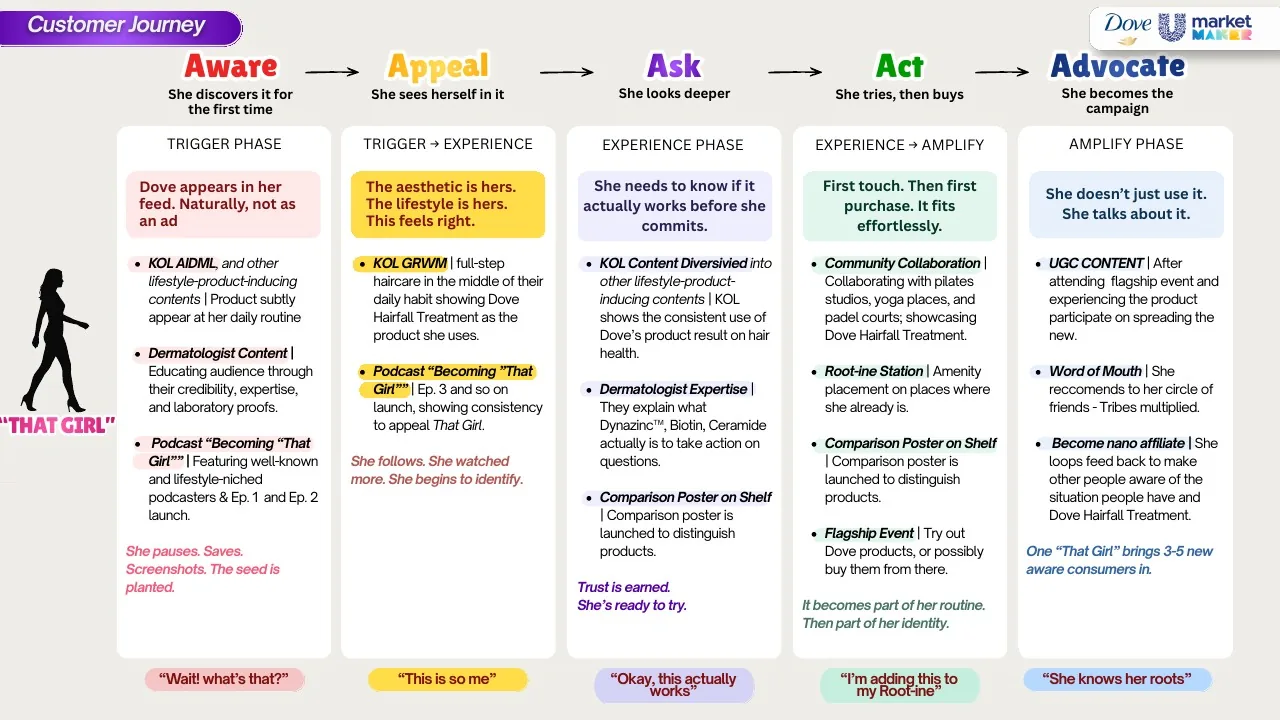 Customer Journey
Dove
U
market
MAKER
Aware
She discovers it for
the first time
Appeal
She sees herself in it
Ask
She looks deeper
Act
She tries, then buys
Advocate
She becomes the
campaign
"THAT GIRL"
TRIGGER PHASE
Dove appears in her
feed. Naturally, not as
an ad
• KOL AIDML, and other
lifestyle-product-inducing
contents | Product subtly
appear at her daily routine
• Dermatologist Content |
Educating audience through
their credibility, expertise,
and laboratory proofs.
• Podcast “Becoming “That
Girl”” | Featuring well-known
and lifestyle-niched
podcasters & Ep. 1 and Ep. 2
launch.
She pauses. Saves.
Screenshots. The seed is
planted.
“Wait! what’s that?”
TRIGGER → EXPERIENCE
The aesthetic is hers.
The lifestyle is hers.
This feels right.
• KOL GRWM | full-step
haircare in the middle of their
daily habit showing Dove
Hairfall Treatment as the
product she uses.
• Podcast “Becoming ”That
Girl”” | Ep. 3 and so on
launch, showing consistency
to appeal That Girl.
She follows. She watched
more. She begins to identify.
“This is so me”
EXPERIENCE PHASE
She needs to know if it
actually works before she
commits.
• KOL Content Diversivied into
other lifestyle-product-
inducing contents | KOL
shows the consistent use of
Dove’s product result on hair
health.
• Dermatologist Expertise |
They explain what
Dynazinc™, Biotin, Ceramide
actually is to take action on
questions.
• Comparison Poster on Shelf
| Comparison poster is
launched to distinguish
products.
Trust is earned.
She’s ready to try.
“Okay, this actually
works”
EXPERIENCE → AMPLIFY
First touch. Then first
purchase. It fits
effortlessly.
• Community Collaboration |
Collaborating with pilates
studios, yoga places, and
padel courts; showcasing
Dove Hairfall Treatment.
• Root-ine Station | Amenity
placement on places where
she already is.
• Comparison Poster on Shelf
| Comparison poster is
launched to distinguish
products.
• Flagship Event | Try out
Dove products, or possibly
buy them from there.
It becomes part of her routine.
Then part of her identity.
“I’m adding this to
my Root-ine”
AMPLIFY PHASE
She doesn’t just use it.
She talks about it.
• UGC CONTENT | After
attending flagship event and
experiencing the product
participate on spreading the
new.
• Word of Mouth | She
reccomends to her circle of
friends - Tribes multiplied.
• Become nano affiliate | She
loops feed back to make
other people aware of the
situation people have and
Dove Hairfall Treatment.
One “That Girl” brings 3-5 new
aware consumers in.
“She knows her roots”